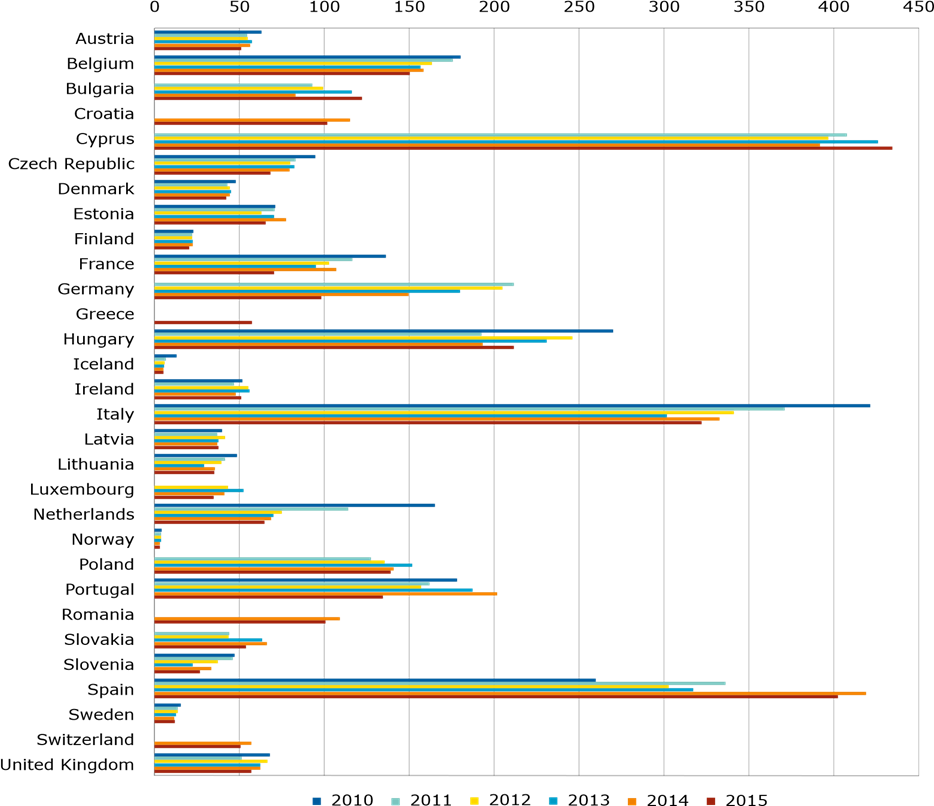 0 50 100 150 200 250 300 350 400 450
Austria
Belgium
Bulgaria
Croatia
Cyprus
Czech Republic
Denmark
Estonia
Finland
France
Germany
Greece
Hungary
Iceland
Ireland
Italy
Latvia
Lithuania
Luxembourg
Netherlands
Norway
Poland
Portugal
Romania
Slovakia
Slovenia
Spain
Sweden
Switzerland
United Kingdom
2010 2011 2012 2013 2014 2015